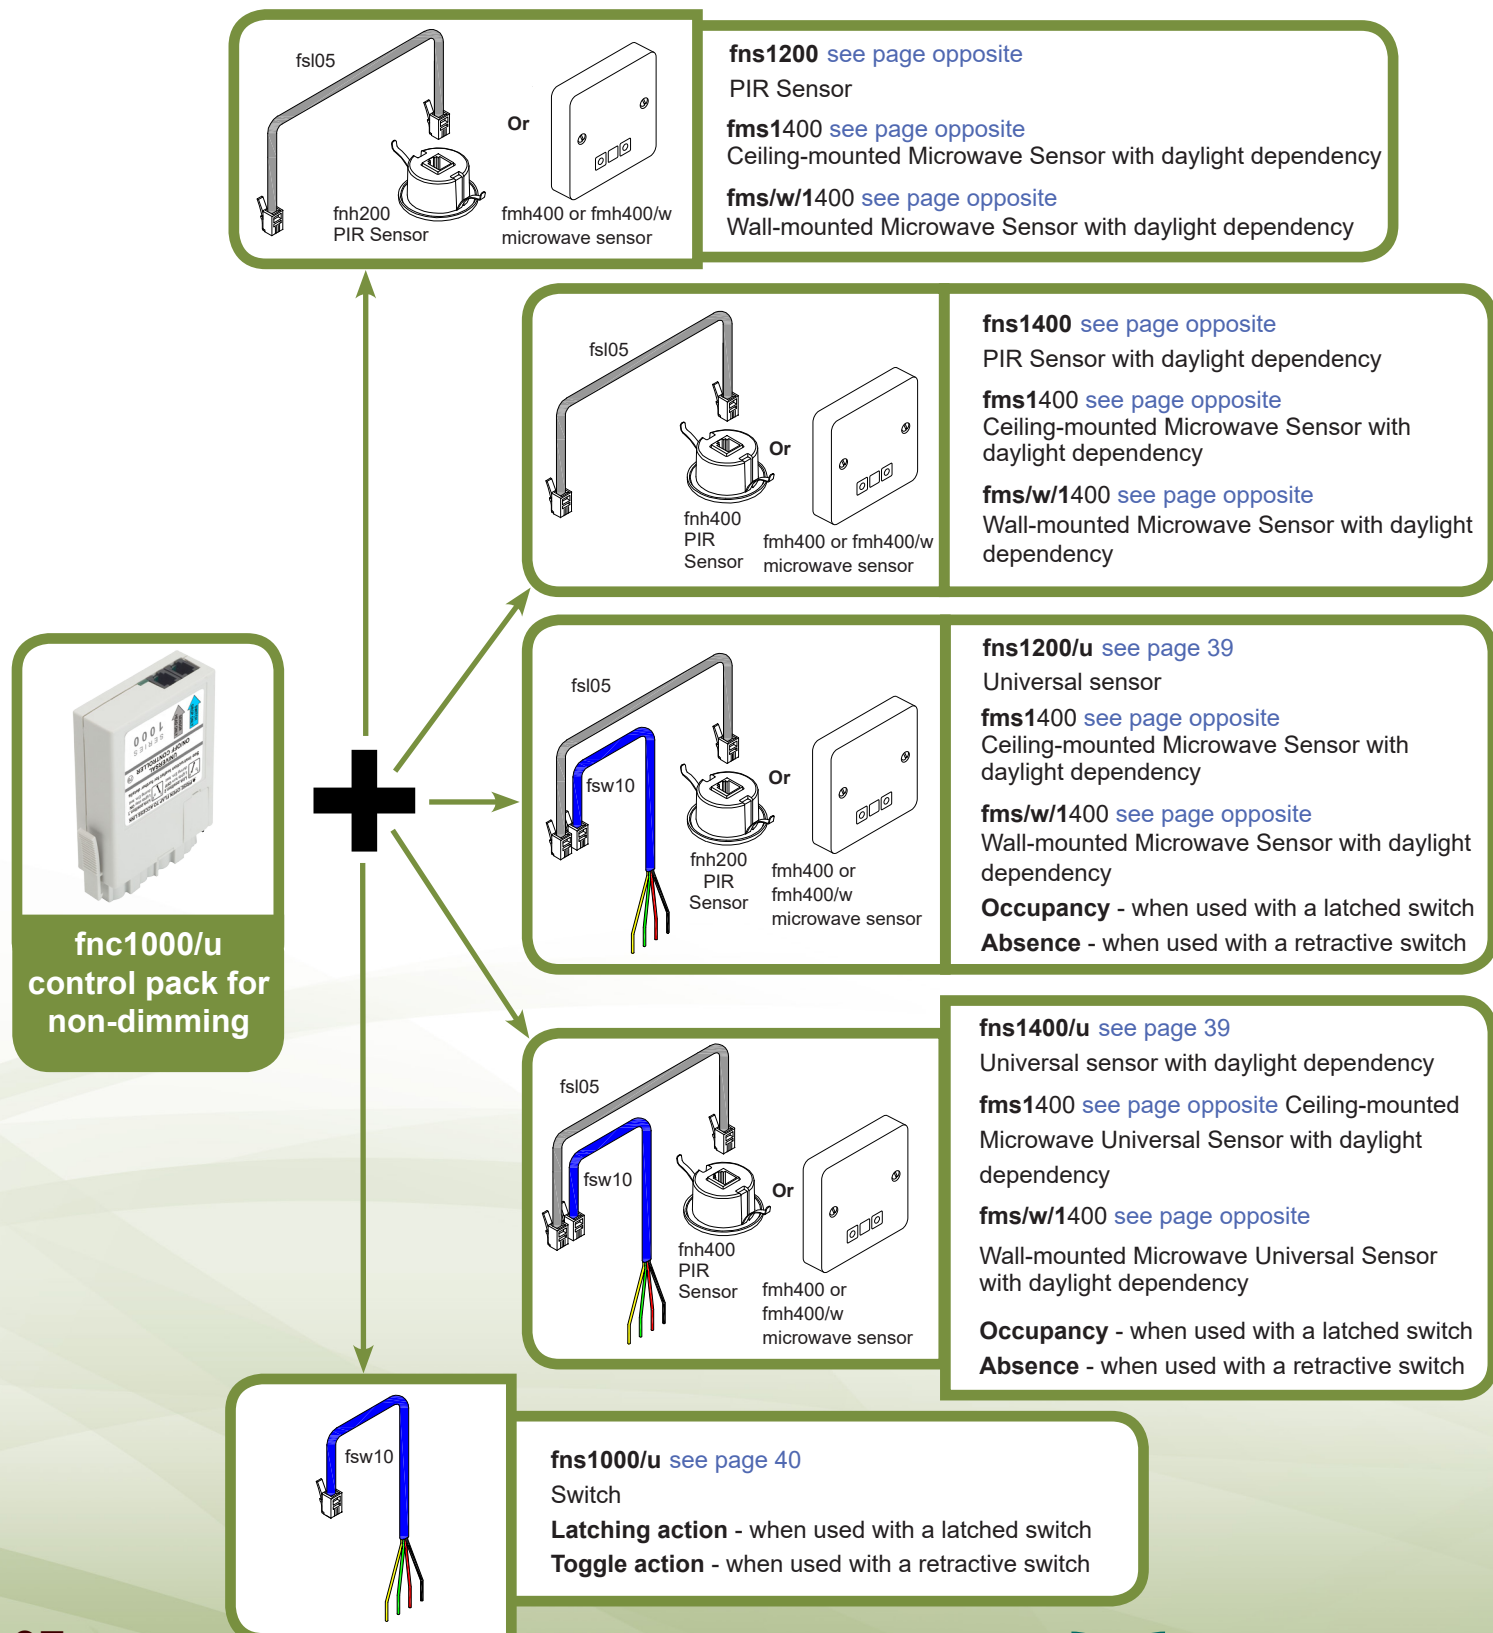 fsl05
Or
fnh200
PIR Sensor
fmh400 or fmh400/w
microwave sensor
fns1200 see page opposite
PIR Sensor
fms1400 see page opposite
Ceiling-mounted Microwave Sensor with daylight dependency
fms/w/1400 see page opposite
Wall-mounted Microwave Sensor with daylight dependency
fsl05
Or
fnh400
PIR
Sensor
fmh400 or fmh400/w
microwave sensor
fns1400 see page opposite
PIR Sensor with daylight dependency
fms1400 see page opposite
Ceiling-mounted Microwave Sensor with
daylight dependency
fms/w/1400 see page opposite
Wall-mounted Microwave Sensor with daylight
dependency
SERIES
1000
UNIVERSAL
ON/OFF CONTROLLER
fnc1000/u
control pack for
non-dimming
fsl05
fsw10
Or
fnh200
PIR
Sensor
fmh400 or
fmh400/w
microwave sensor
fns1200/u see page 39
Universal sensor
fms1400 see page opposite
Ceiling-mounted Microwave Sensor with
daylight dependency
fms/w/1400 see page opposite
Wall-mounted Microwave Sensor with daylight
dependency
Occupancy - when used with a latched switch
Absence - when used with a retractive switch
fsl05
fsw10
Or
fnh400
PIR
Sensor
fmh400 or
fmh400/w
microwave sensor
fns1400/u see page 39
Universal sensor with daylight dependency
fms1400 see page opposite Ceiling-mounted
Microwave Universal Sensor with daylight
dependency
fms/w/1400 see page opposite
Wall-mounted Microwave Universal Sensor
with daylight dependency
Occupancy - when used with a latched switch
Absence - when used with a retractive switch
fsw10
fns1000/u see page 40
Switch
Latching action - when used with a latched switch
Toggle action - when used with a retractive switch